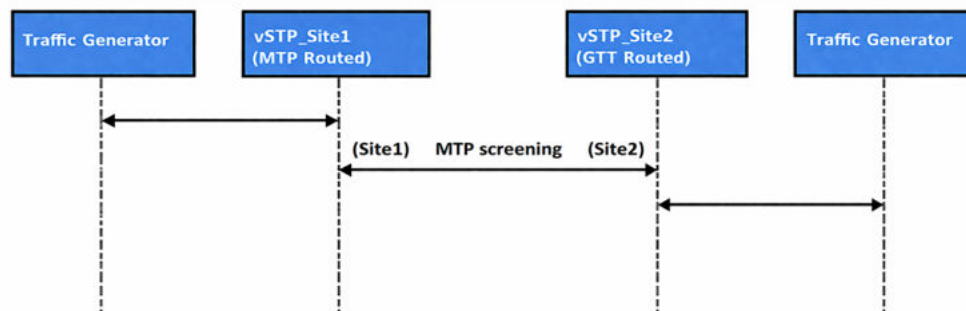 Traffic Generator
vSTP_Site1
(MTP Routed)
vSTP_Site2
(GTT Routed)
Traffic Generator
(Site1) MTP screening (Site2)